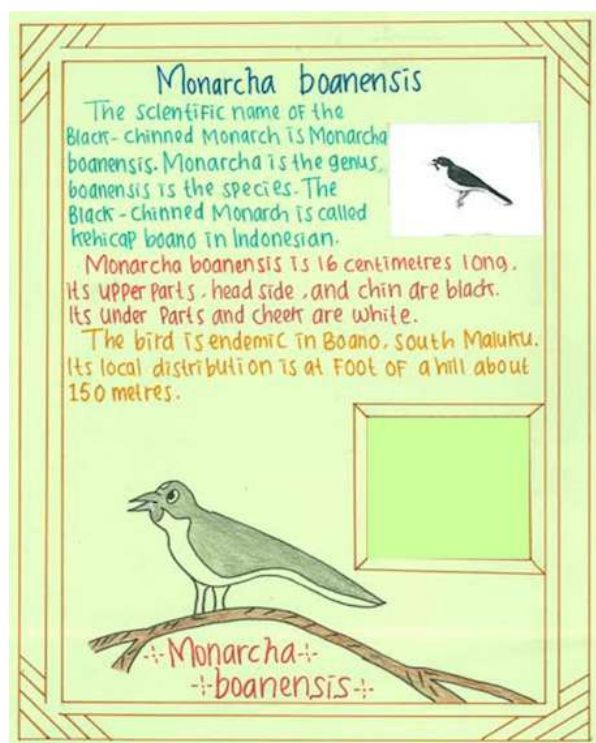 Monarcha boanensis
The scientific name of the
Black-chinned Monarch is Monarcha
boanensis. Monarcha is the genus,
boanensis is the species. The
Black-chinned Monarch is called
kehicap boano in Indonesian.
Monarcha boanensis is 16 centimetres long.
Its upper parts, head side, and chin are black.
Its under parts and cheek are white.
The bird is endemic in Boano, south Maluku.
Its local distribution is at foot of a hill about
150 metres.
Monarcha
boanensis